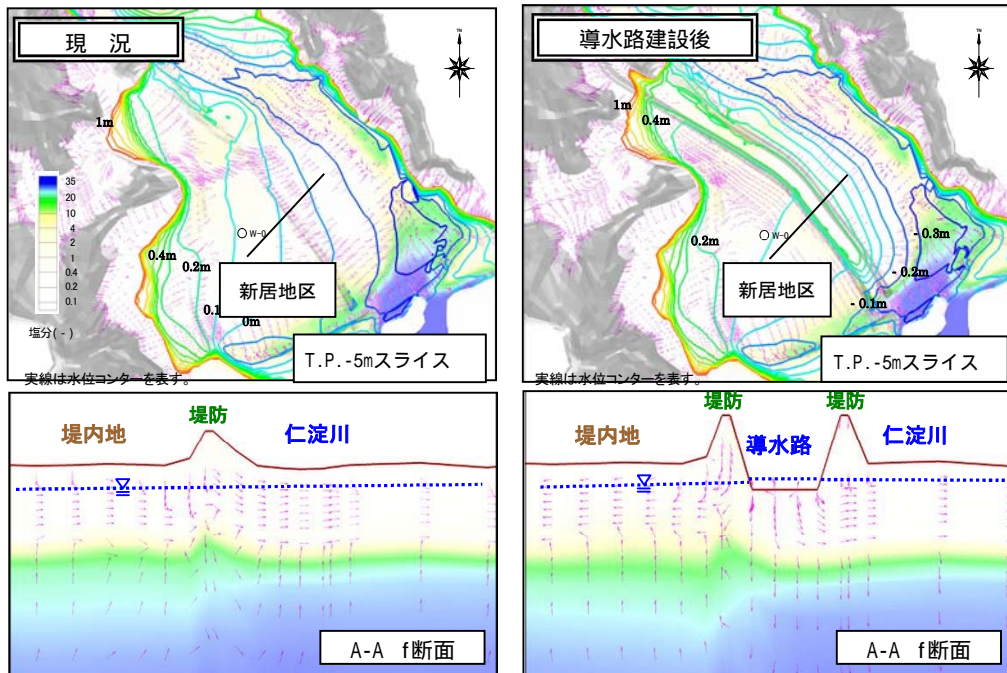 現 況
1m
35
20
10
4
2
1
0.4
0.2
0.1
塩分(-)
0.4m
0.2m
0.1
0m
W-0
新居地区
T.P.-5mスライス
実線は水位コンターを表す。
導水路建設後
1m
0.4m
0.2m
W-0
新居地区
- 0.3m
- 0.2m
- 0.1m
T.P.-5mスライス
実線は水位コンターを表す。
堤内地
堤防
仁淀川
A-A f断面
堤内地
堤防
導水路
堤防
仁淀川
A-A f断面